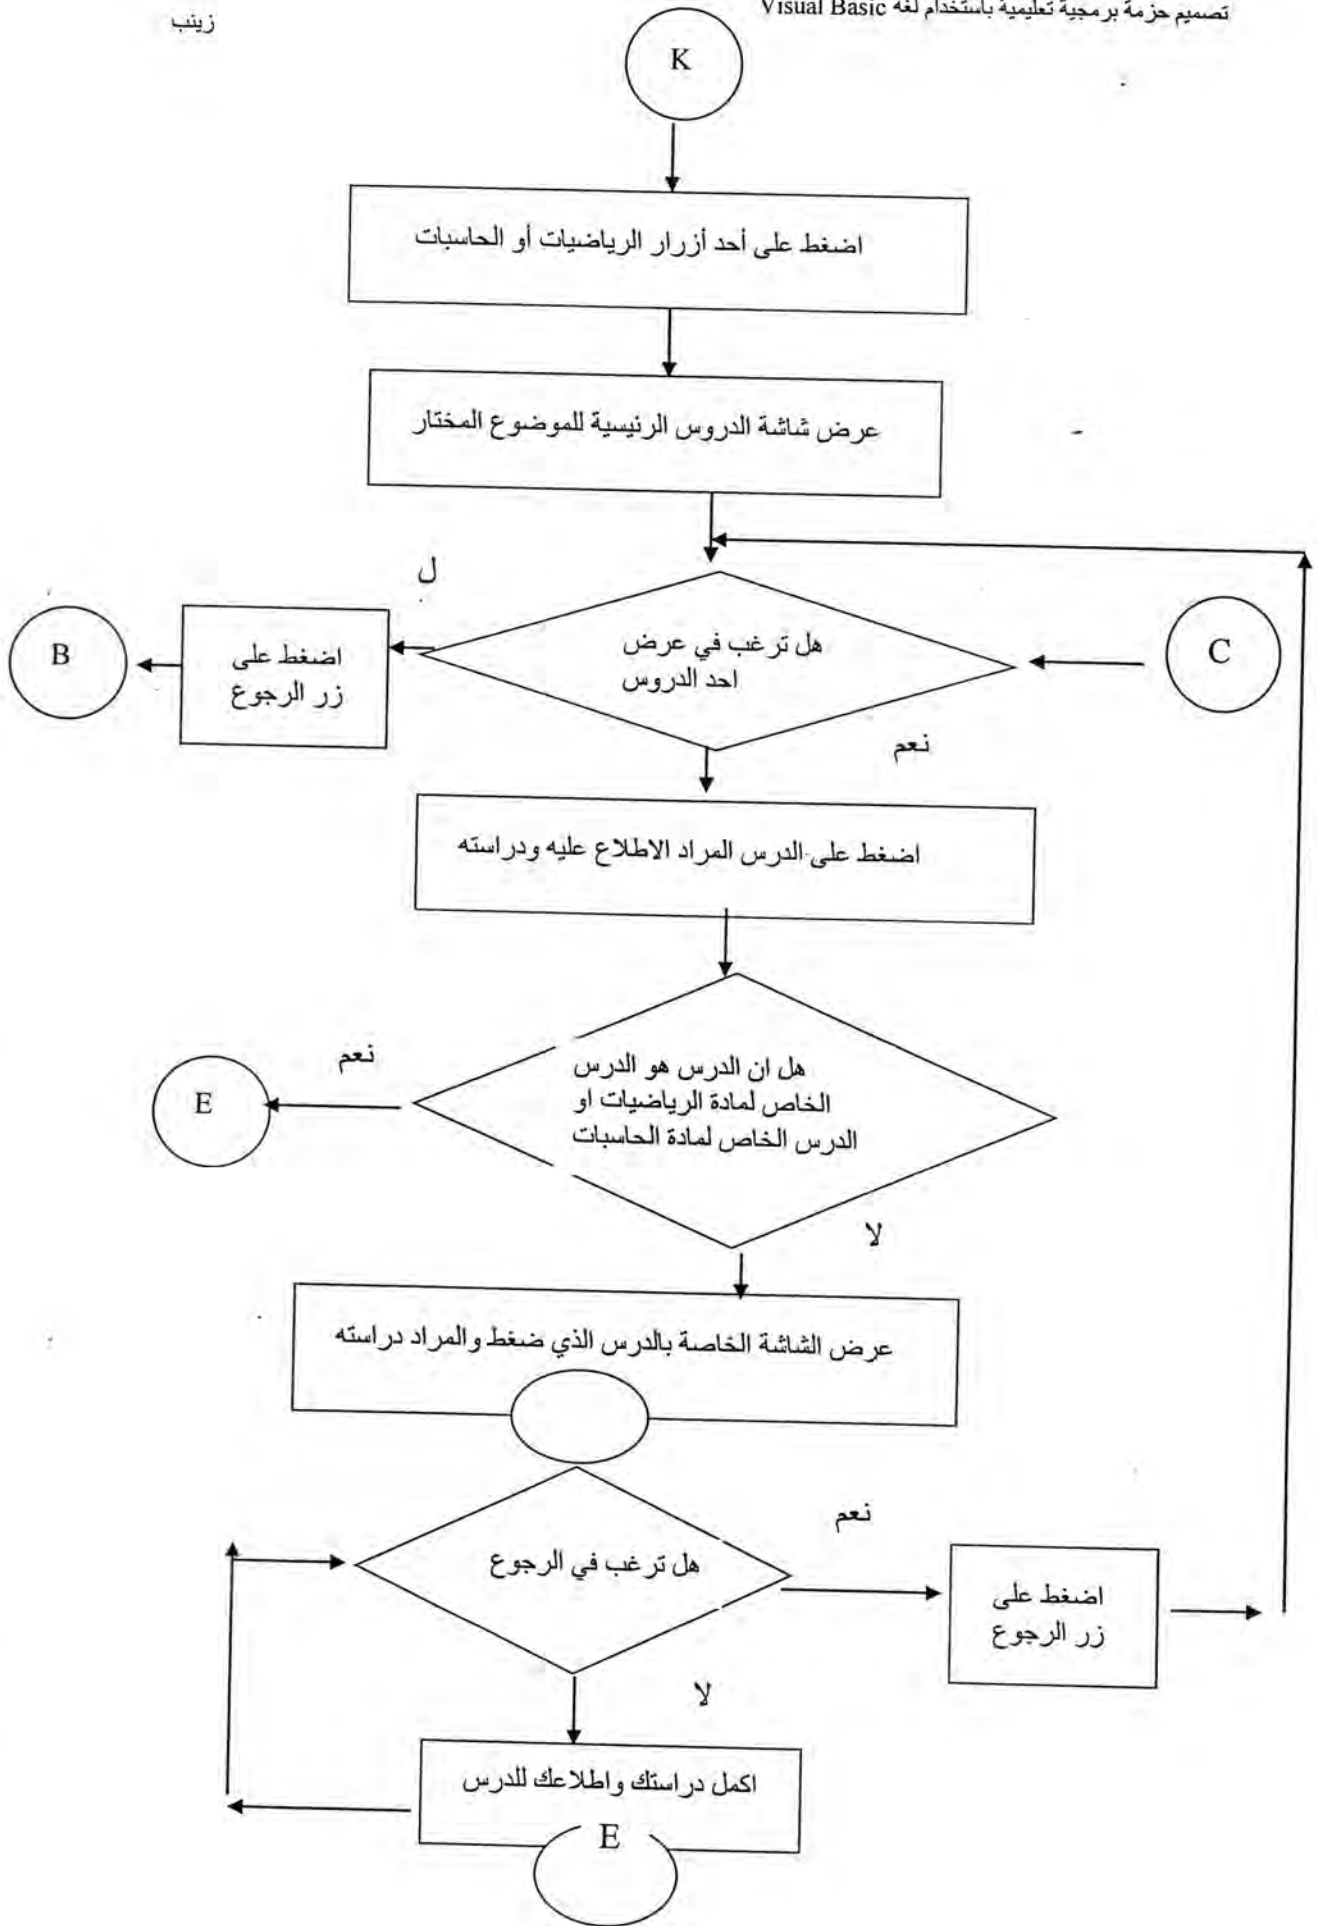 تصميم حزمة برمجية تعليمية باستخدام لغة Visual Basic
زينب
K
اضغط على أحد أزرار الرياضيات أو الحاسبات
عرض شاشة الدروس الرئيسية للموضوع المختار
ل
C
هل ترغب في عرض
احد الدروس
اضغط على
زر الرجوع
B
نعم
اضغط على الدرس المراد الاطلاع عليه ودراسته
هل ان الدرس هو الدرس
الخاص لمادة الرياضيات او
الدرس الخاص لمادة الحاسبات
نعم
E
لا
عرض الشاشة الخاصة بالدرس الذي ضغط والمراد دراسته
نعم
هل ترغب في الرجوع
اضغط على
زر الرجوع
لا
اكمل دراستك واطلاعك للدرس
E